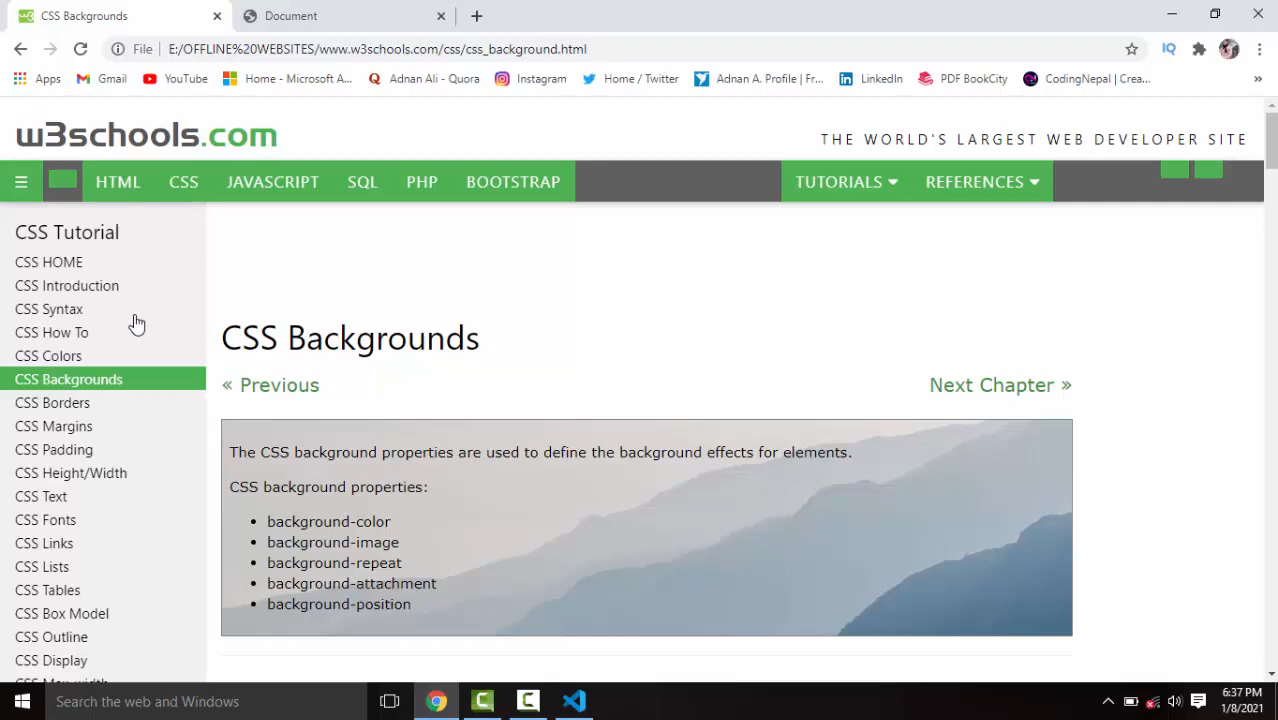 CSS Backgrounds
Document
File
E:/OFFLINE%20WEBSITES/www.w3schools.com/css/css_background.html
Apps
Gmail
YouTube
Home - Microsoft A...
Adnan Ali - Quora
Instagram
Home / Twitter
Adnan A. Profile | Fr...
LinkedIn
PDF BookCity
CodingNepal | Crea...
w3schools.com
THE WORLD'S LARGEST WEB DEVELOPER SITE
HTML CSS JAVASCRIPT SQL PHP BOOTSTRAP TUTORIALS REFERENCES
CSS Tutorial
CSS HOME
CSS Introduction
CSS Syntax
CSS How To
CSS Colors
CSS Backgrounds
CSS Borders
CSS Margins
CSS Padding
CSS Height/Width
CSS Text
CSS Fonts
CSS Links
CSS Lists
CSS Tables
CSS Box Model
CSS Outline
CSS Display
CSS Backgrounds
« Previous
Next Chapter »
The CSS background properties are used to define the background effects for elements.
CSS background properties:
• background-color
• background-image
• background-repeat
• background-attachment
• background-position
Search the web and Windows
6:37 PM
1/8/2021